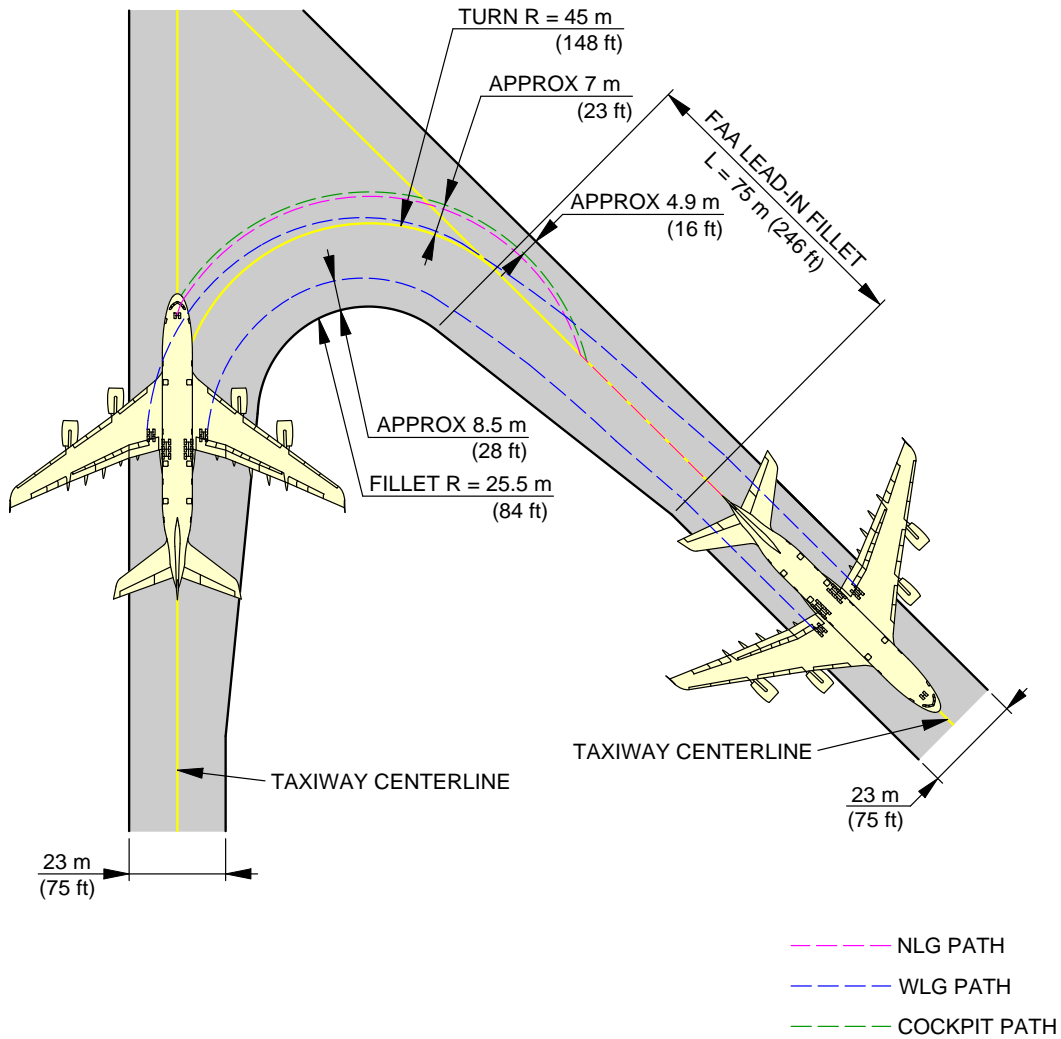 TURN R = 45 m
(148 ft)
APPROX 7 m
(23 ft)
FAA LEAD-IN FILLET
L = 75 m (246 ft)
APPROX 4.9 m
(16 ft)
APPROX 8.5 m
(28 ft)
FILLET R = 25.5 m
(84 ft)
TAXIWAY CENTERLINE
TAXIWAY CENTERLINE
23 m
(75 ft)
23 m
(75 ft)
NLG PATH
WLG PATH
COCKPIT PATH